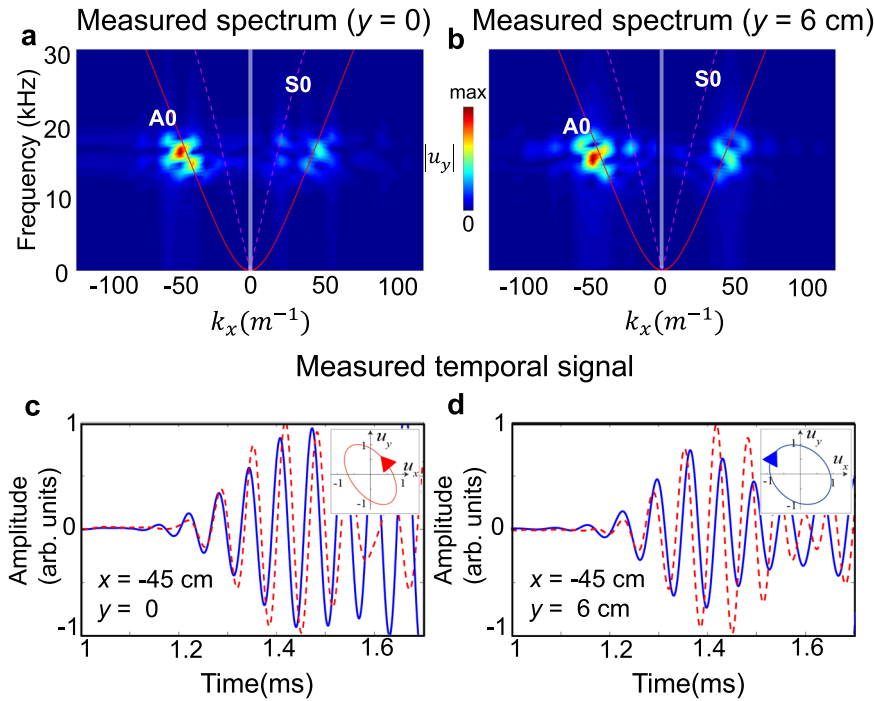 Measured spectrum (y = 0)
Measured spectrum (y = 6 cm)
a
b
Frequency (kHz)
30
20
10
0
A0
S0
-100 -50 0 50 100
k_x(m^{-1})
max
|u_y|
0
A0
S0
-100 -50 0 50 100
k_x(m^{-1})
Measured temporal signal
c
d
Amplitude
(arb. units)
1
0
-1
u_y
1
u_x
-1
1
-1
x = -45 cm
y = 0
1 1.2 1.4 1.6
Time(ms)
Amplitude
(arb. units)
1
0
-1
u_y
1
u_x
-1
1
-1
x = -45 cm
y = 6 cm
1 1.2 1.4 1.6
Time(ms)